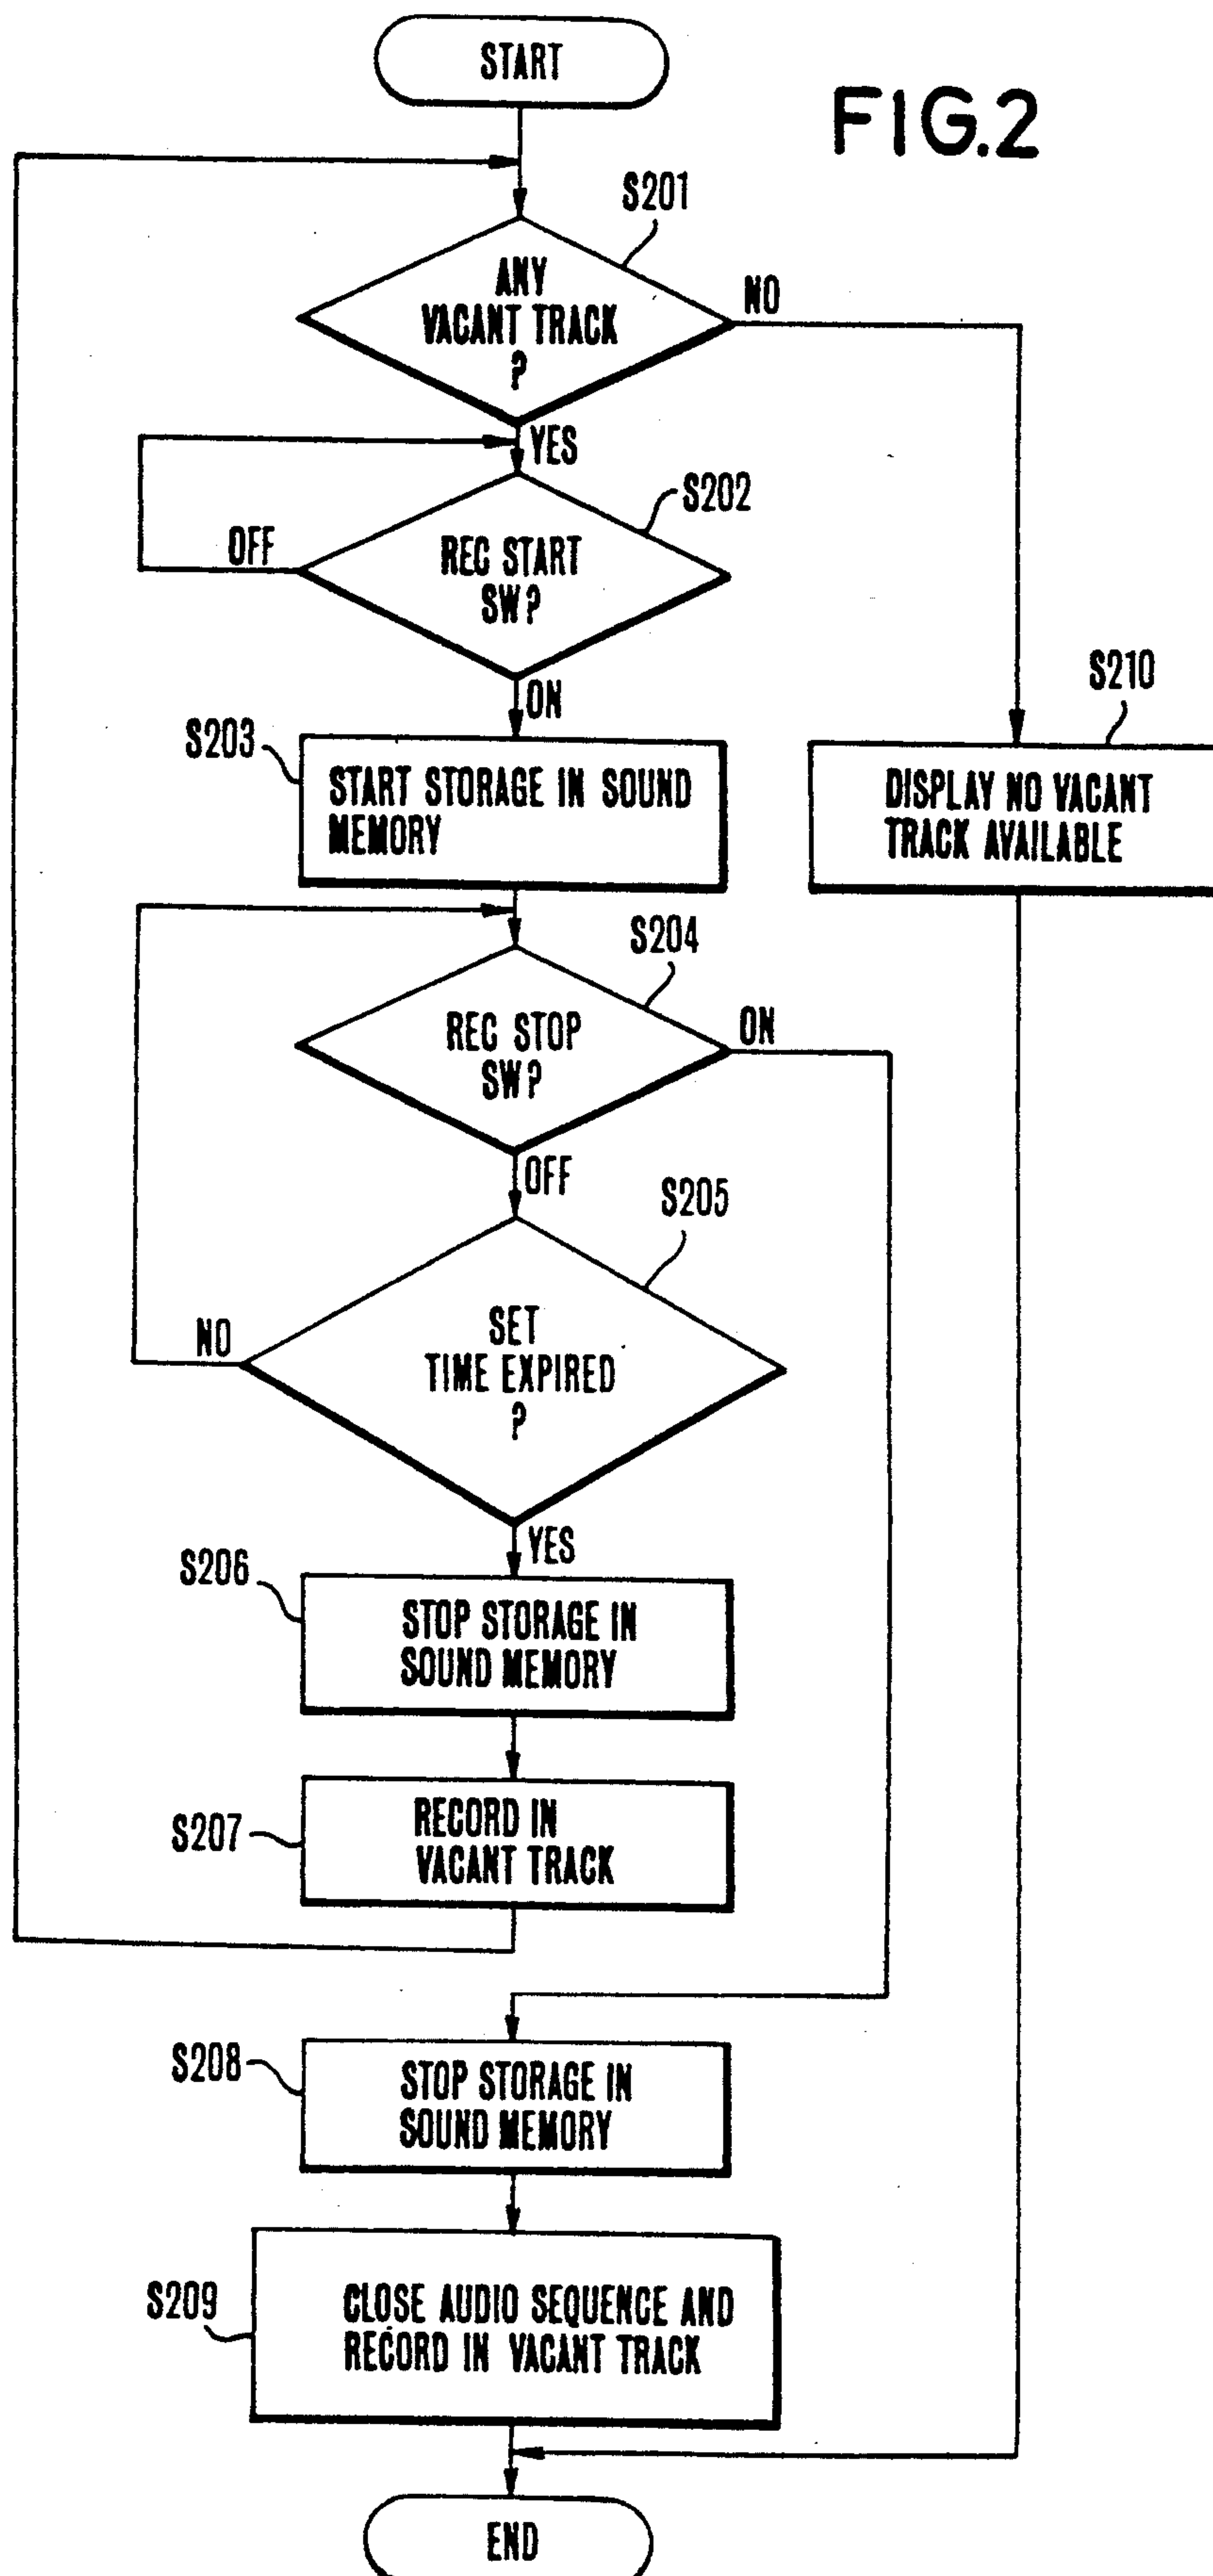 START
FIG.2
S201
ANY
VACANT TRACK
?
NO
YES
S202
OFF
REC START
SW?
ON
S203
START STORAGE IN SOUND
MEMORY
S210
DISPLAY NO VACANT
TRACK AVAILABLE
S204
REC STOP
SW?
ON
OFF
S205
SET
TIME EXPIRED
?
NO
YES
S206
STOP STORAGE IN
SOUND MEMORY
S207
RECORD IN
VACANT TRACK
S208
STOP STORAGE IN
SOUND MEMORY
S209
CLOSE AUDIO SEQUENCE AND
RECORD IN VACANT TRACK
END